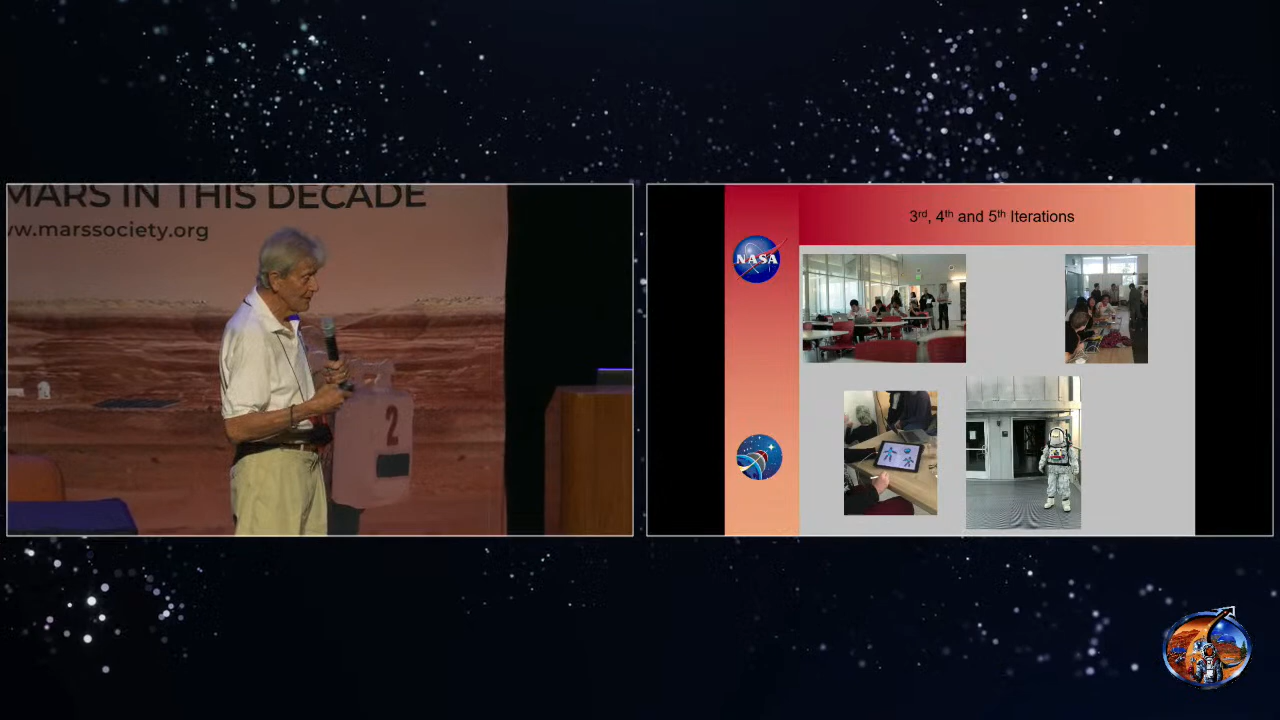 MARS IN THIS DECADE
ww.marssociety.org
2
3rd, 4th and 5th Iterations
NASA